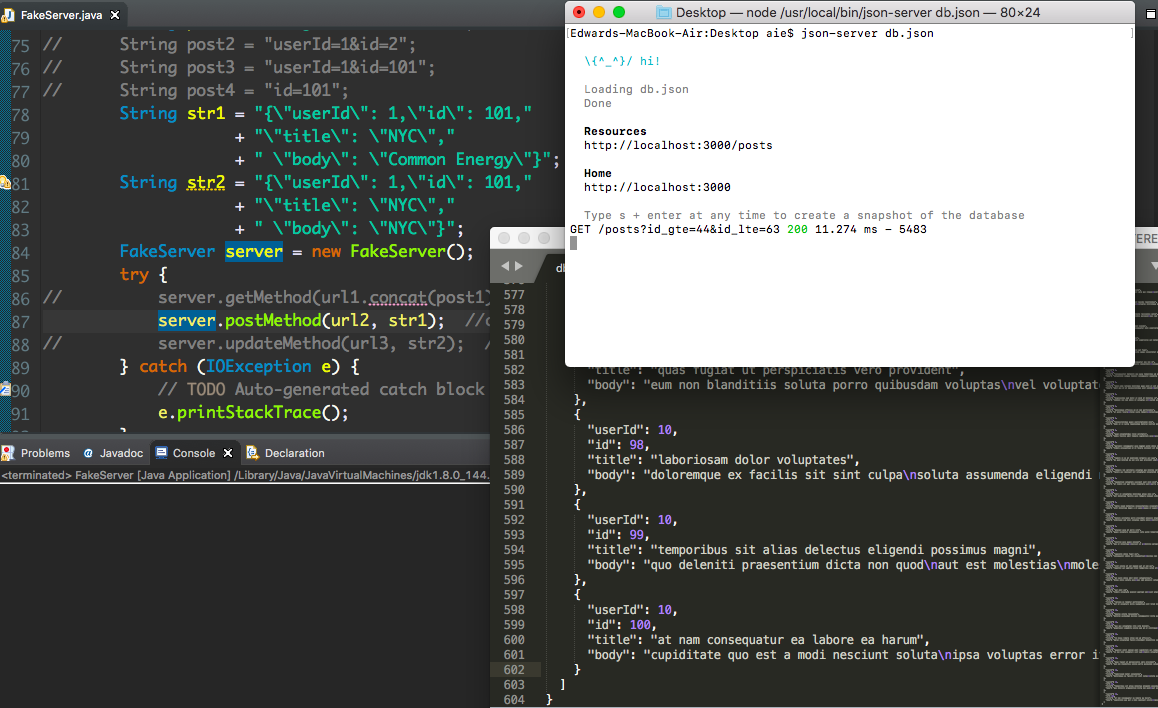 FakeServer.java
75 //      String post2 = "userId=1&id=2";
76 //      String post3 = "userId=1&id=101";
77 //      String post4 = "id=101";
78         String str1 = "{\"userId\": 1,\"id\": 101,"
79                     + "\"title\": \"NYC\","
80                     + " \"body\": \"Common Energy\"}";
81         String str2 = "{\"userId\": 1,\"id\": 101,"
82                     + "\"title\": \"NYC\","
83                     + " \"body\": \"NYC\"}";
84         FakeServer server = new FakeServer();
85         try {
86 //          server.getMethod(url1.concat(post1)
87             server.postMethod(url2, str1);  //
88 //          server.updateMethod(url3, str2);  /
89         } catch (IOException e) {
90             // TODO Auto-generated catch block
91             e.printStackTrace();
Problems @ Javadoc Console Declaration
<terminated> FakeServer [Java Application] /Library/Java/JavaVirtualMachines/jdk1.8.0_144.
Desktop — node /usr/local/bin/json-server db.json — 80×24
[Edwards-MacBook-Air:Desktop aie$ json-server db.json ]
\{^_^}/ hi!
Loading db.json
Done
Resources
http://localhost:3000/posts
Home
http://localhost:3000
Type s + enter at any time to create a snapshot of the database
GET /posts?id_gte=44&id_lte=63 200 11.274 ms - 5483
db
ERE
577
578
579
580
581
582 "title": "quas fugiat ut perspiciatis vero provident",
583 "body": "eum non blanditiis soluta porro quibusdam voluptas\nvel voluptat
584 },
585 {
586 "userId": 10,
587 "id": 98,
588 "title": "laboriosam dolor voluptates",
589 "body": "doloremque ex facilis sit sint culpa\nsoluta assumenda eligendi
590 },
591 {
592 "userId": 10,
593 "id": 99,
594 "title": "temporibus sit alias delectus eligendi possimus magni",
595 "body": "quo deleniti praesentium dicta non quod\naut est molestias\nmole
596 },
597 {
598 "userId": 10,
599 "id": 100,
600 "title": "at nam consequatur ea labore ea harum",
601 "body": "cupiditate quo est a modi nesciunt soluta\nipsa voluptas error i
602 }
603 ]
604 }